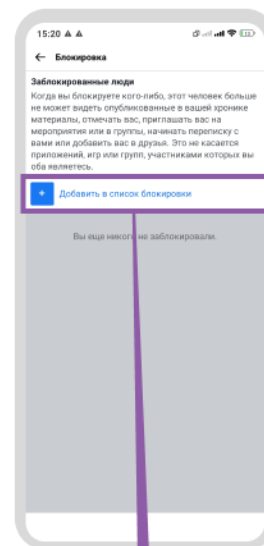 15:20
Блокировка
Заблокированные люди
Когда вы блокируете кого-либо, этот человек больше
не может видеть опубликованные в вашей хронике
материалы, отмечать вас, приглашать вас на
мероприятия или в группы, начинать переписку с
вами или добавить вас в друзья. Это не касается
приложений, игр или групп, участниками которых вы
оба являетесь.
+ Добавить в список блокировки
Вы еще никого не заблокировали.